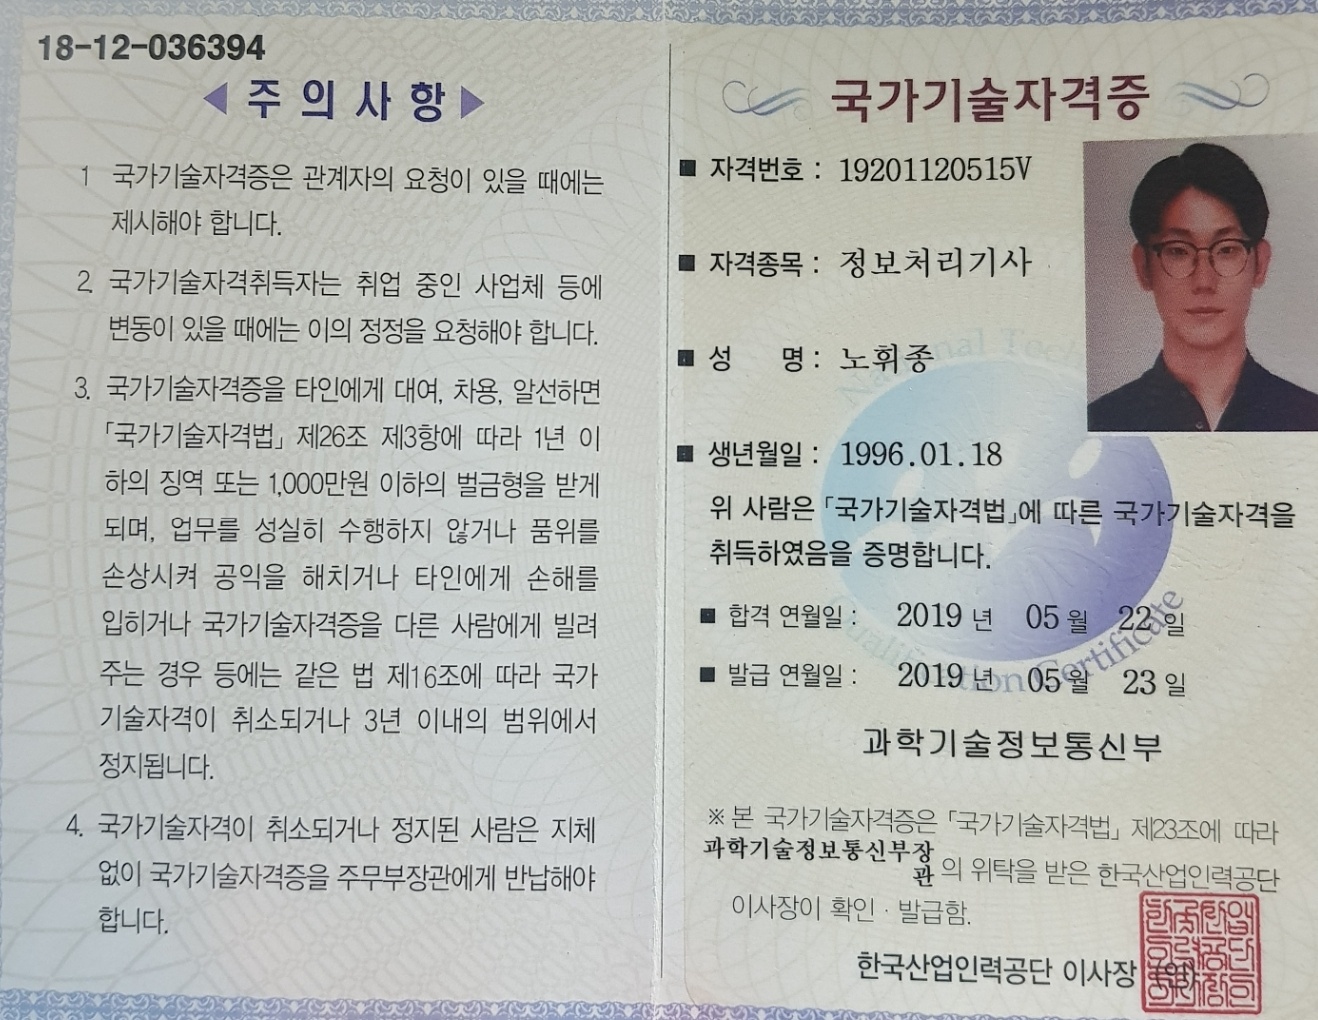 18-12-036394
◀ 주 의 사 항 ▶
1 국가기술자격증은 관계자의 요청이 있을 때에는
제시해야 합니다.
2. 국가기술자격취득자는 취업 중인 사업체 등에
변동이 있을 때에는 이의 정정을 요청해야 합니다.
3. 국가기술자격증을 타인에게 대여, 차용, 알선하면
「국가기술자격법」 제26조 제3항에 따라 1년 이
하의 징역 또는 1,000만원 이하의 벌금형을 받게
되며, 업무를 성실히 수행하지 않거나 품위를
손상시켜 공익을 해치거나 타인에게 손해를
입히거나 국가기술자격증을 다른 사람에게 빌려
주는 경우 등에는 같은 법 제16조에 따라 국가
기술자격이 취소되거나 3년 이내의 범위에서
정지됩니다.
4. 국가기술자격이 취소되거나 정지된 사람은 지체
없이 국가기술자격증을 주무부장관에게 반납해야
합니다.
국가기술자격증
■ 자격번호 : 19201120515V
■ 자격종목 : 정보처리기사
■ 성 명 : 노휘종
■ 생년월일 : 1996.01.18
위 사람은 「국가기술자격법」에 따른 국가기술자격을
취득하였음을 증명합니다.
■ 합격 연월일 : 2019 년 05 월 22 일
■ 발급 연월일 : 2019 년 05 월 23 일
과학기술정보통신부
※ 본 국가기술자격증은 「국가기술자격법」 제23조에 따라
과학기술정보통신부장
관 의 위탁을 받은 한국산업인력공단
이사장이 확인 · 발급함.
한국산업인력공단 이사장 (인)